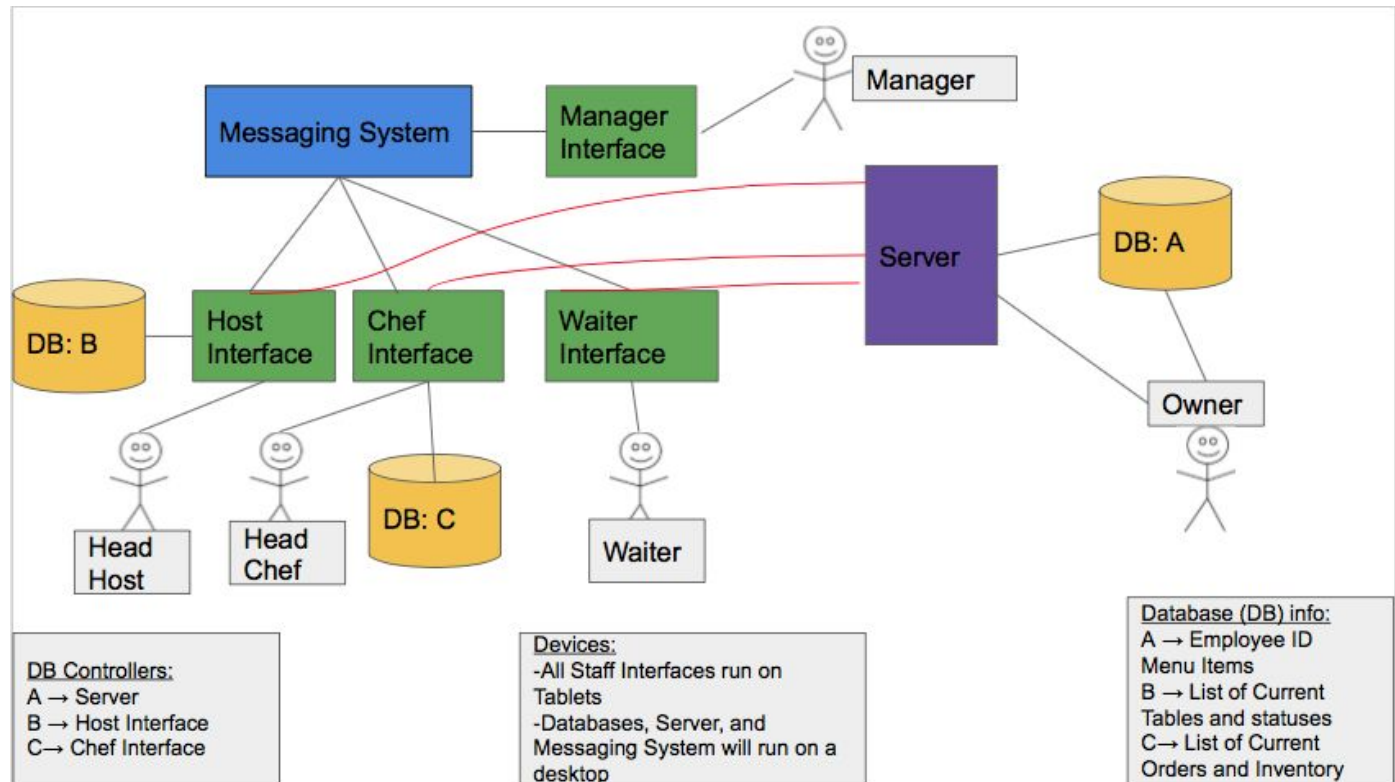 Manager
Messaging System
Manager
Interface
Server
DB: A
DB: B
Host
Interface
Chef
Interface
Waiter
Interface
Owner
DB: C
Head
Host
Head
Chef
Waiter
DB Controllers:
A → Server
B → Host Interface
C→ Chef Interface
Devices:
-All Staff Interfaces run on
Tablets
-Databases, Server, and
Messaging System will run on a
desktop
Database (DB) info:
A → Employee ID
Menu Items
B → List of Current
Tables and statuses
C→ List of Current
Orders and Inventory